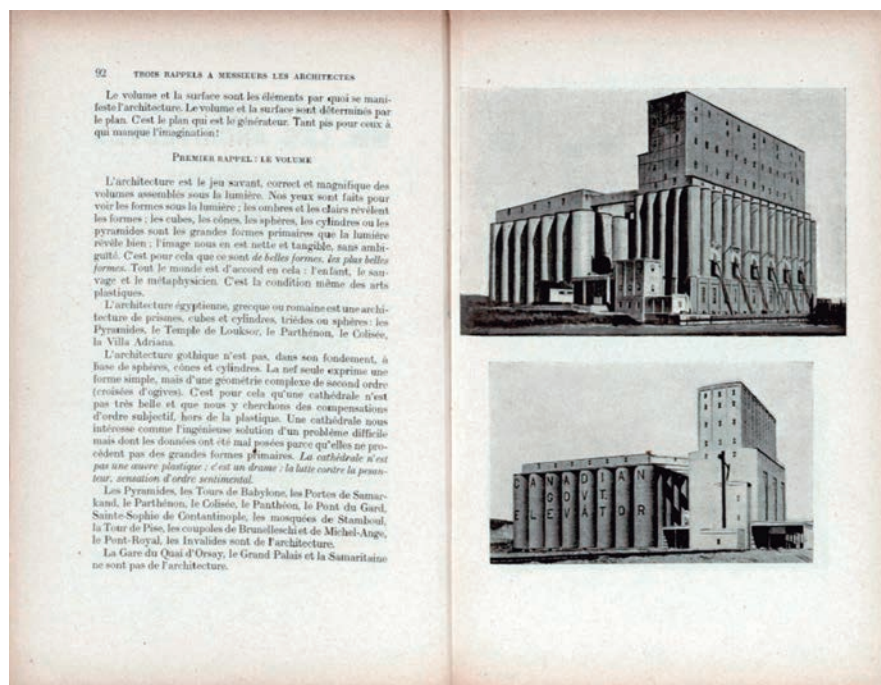 92 TROIS RAPPELS A MESSIEURS LES ARCHITECTES
Le volume et la surface sont les éléments par quoi se mani-
feste l'architecture. Le volume et la surface sont déterminés par
le plan. C'est le plan qui est le générateur. Tant pis pour ceux à
qui manque l'imagination!
PREMIER RAPPEL : LE VOLUME
L'architecture est le jeu savant, correct et magnifique des
volumes assemblés sous la lumière. Nos yeux sont faits pour
voir les formes sous la lumière ; les ombres et les clairs révèlent
les formes ; les cubes, les cônes, les sphères, les cylindres ou les
pyramides sont les grandes formes primaires que la lumière
révèle bien ; l'image nous en est nette et tangible, sans ambi-
guïté. C'est pour cela que ce sont de belles formes, les plus belles
formes. Tout le monde est d'accord en cela : l'enfant, le sau-
vage et le métaphysicien. C'est la condition même des arts
plastiques.
L'architecture égyptienne, grecque ou romaine est une archi-
tecture de prismes, cubes et cylindres, trièdes ou sphères : les
Pyramides, le Temple de Louksor, le Parthénon, le Colisée,
la Villa Adriana.
L'architecture gothique n'est pas, dans son fondement, à
base de sphères, cônes et cylindres. La nef seule exprime une
forme simple, mais d'une géométrie complexe de second ordre
(croisées d'ogives). C'est pour cela qu'une cathédrale n'est
pas très belle et que nous y cherchons des compensations
d'ordre subjectif, hors de la plastique. Une cathédrale nous
intéresse comme l'ingénieuse solution d'un problème difficile
mais dont les données ont été mal posées parce qu'elles ne pro-
cèdent pas des grandes formes primaires. La cathédrale n'est
pas une œuvre plastique ; c'est un drame : la lutte contre la pesan-
teur, sensation d'ordre sentimental.
Les Pyramides, les Tours de Babylone, les Portes de Samar-
kand, le Parthénon, le Colisée, le Panthéon, le Pont du Gard,
Sainte-Sophie de Contantinople, les mosquées de Stamboul,
la Tour de Pise, les coupoles de Brunelleschi et de Michel-Ange,
le Pont-Royal, les Invalides sont de l'architecture.
La Gare du Quai d'Orsay, le Grand Palais et la Samaritaine
ne sont pas de l'architecture.
CANADIAN
GOVT.
ELEVATOR